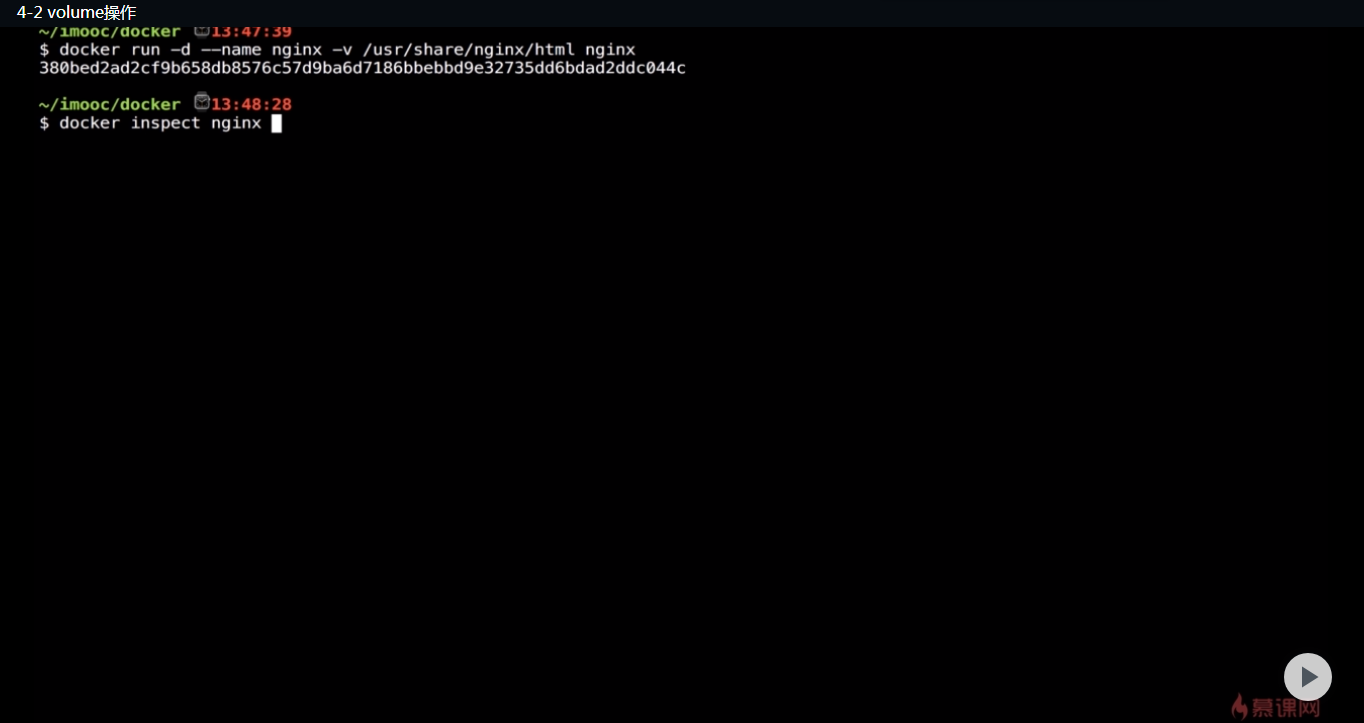 4-2 volume操作
~/imooc/docker 13:47:39
$ docker run -d --name nginx -v /usr/share/nginx/html nginx
380bed2ad2cf9b658db8576c57d9ba6d7186bbebbd9e32735dd6bdad2ddc044c
~/imooc/docker 13:48:28
$ docker inspect nginx
慕课网